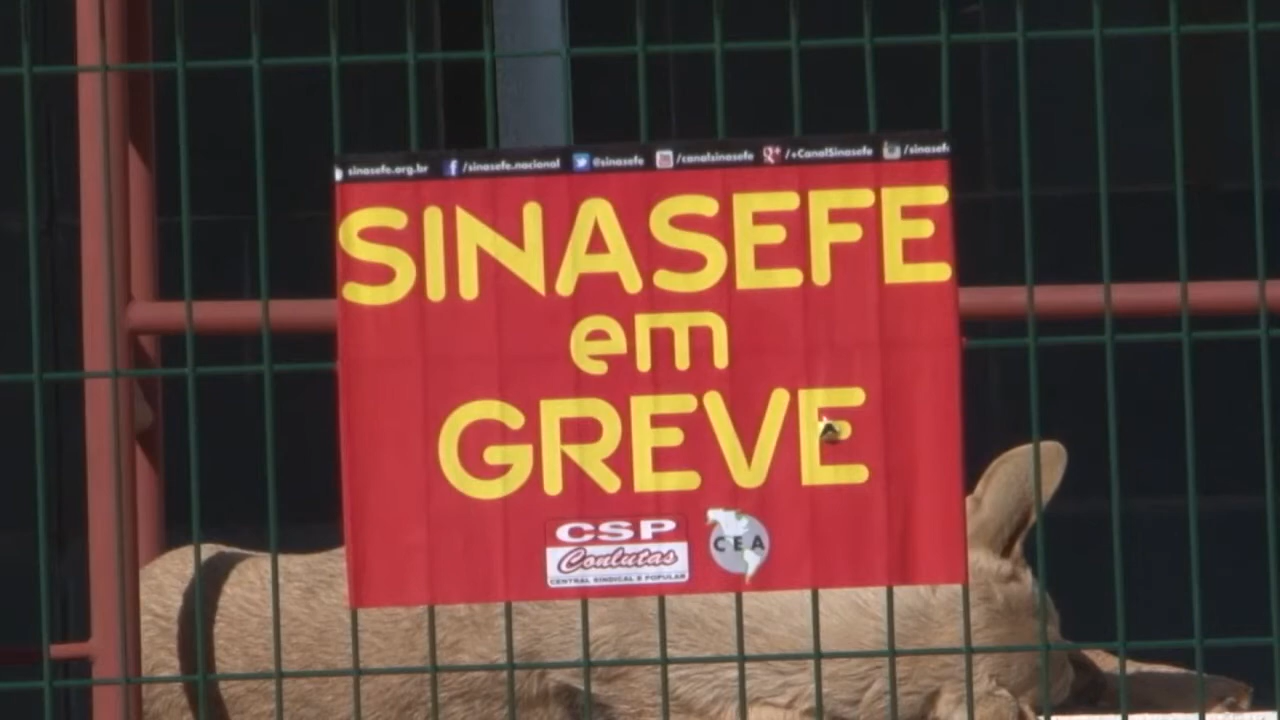 sinasefe.org.br /sinasefe.nacional @sinasefe /canalsinasefe /+CanalSinasefe /sinasefe
SINASEFE
em
GREVE
CSP
Conlutas
CENTRAL SINDICAL E POPULAR
CEA